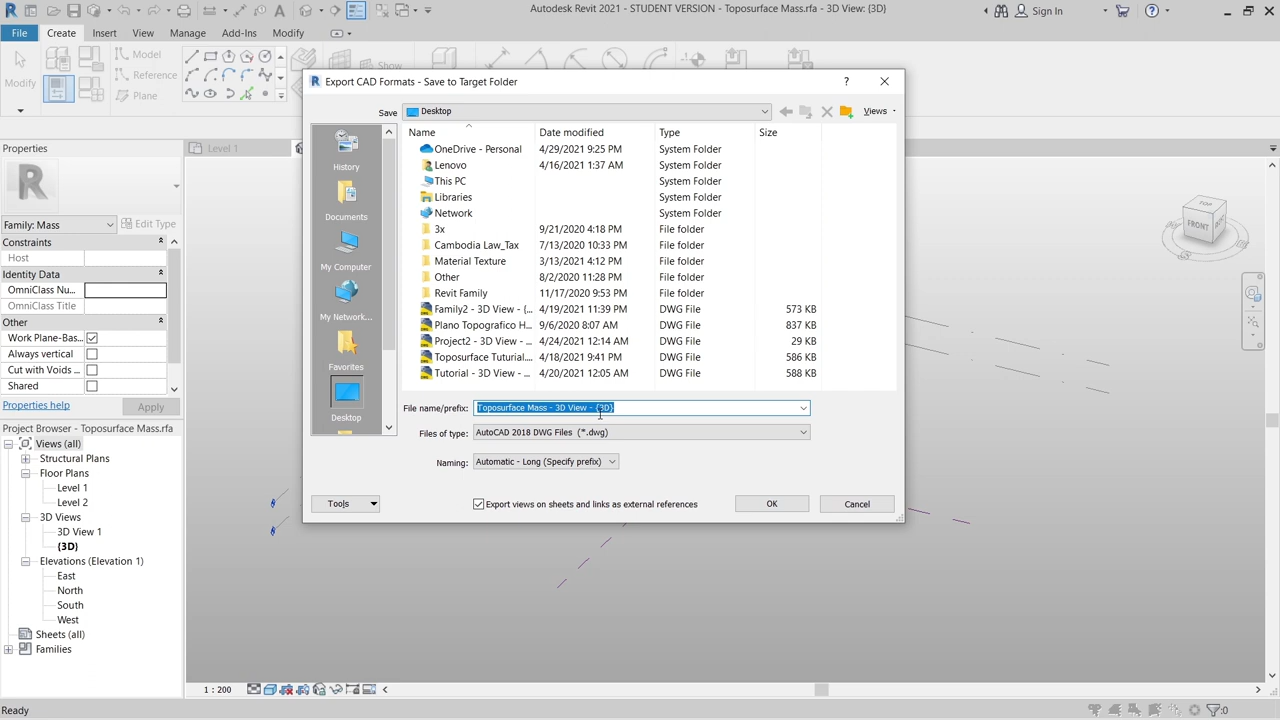 Autodesk Revit 2021 - STUDENT VERSION - Toposurface Mass.rfa - 3D View: {3D}
Sign In
File Create Insert View Manage Add-Ins Modify
Model
Reference
Plane
Modify
Show
Export CAD Formats - Save to Target Folder
Save
Desktop
Views
Name Date modified Type Size
OneDrive - Personal 4/29/2021 9:25 PM System Folder
Lenovo 4/16/2021 1:37 AM System Folder
This PC System Folder
Libraries System Folder
Network System Folder
3x 9/21/2020 4:18 PM File folder
Cambodia Law_Tax 7/13/2020 10:33 PM File folder
Material Texture 3/13/2021 4:12 PM File folder
Other 8/2/2020 11:28 PM File folder
Revit Family 11/17/2020 9:53 PM File folder
Family2 - 3D View - {... 4/19/2021 11:39 PM DWG File 573 KB
Plano Topografico H... 9/6/2020 8:07 AM DWG File 837 KB
Project2 - 3D View - ... 4/24/2021 12:14 AM DWG File 29 KB
Toposurface Tutorial.... 4/18/2021 9:41 PM DWG File 586 KB
Tutorial - 3D View - ... 4/20/2021 12:05 AM DWG File 588 KB
History
Documents
My Computer
My Network...
Favorites
Desktop
File name/prefix: Toposurface Mass - 3D View - {3D}
Files of type: AutoCAD 2018 DWG Files (*.dwg)
Naming: Automatic - Long (Specify prefix)
Tools
Export views on sheets and links as external references
OK
Cancel
Level 1
Properties
Family: Mass
Edit Type
Constraints
Host
Identity Data
OmniClass Nu...
OmniClass Title
Other
Work Plane-Bas...
Always vertical
Cut with Voids ...
Shared
Properties help
Apply
Project Browser - Toposurface Mass.rfa
Views (all)
Structural Plans
Floor Plans
Level 1
Level 2
3D Views
3D View 1
{3D}
Elevations (Elevation 1)
East
North
South
West
Sheets (all)
Families
TOP
FRONT
1 : 200
Ready
:0